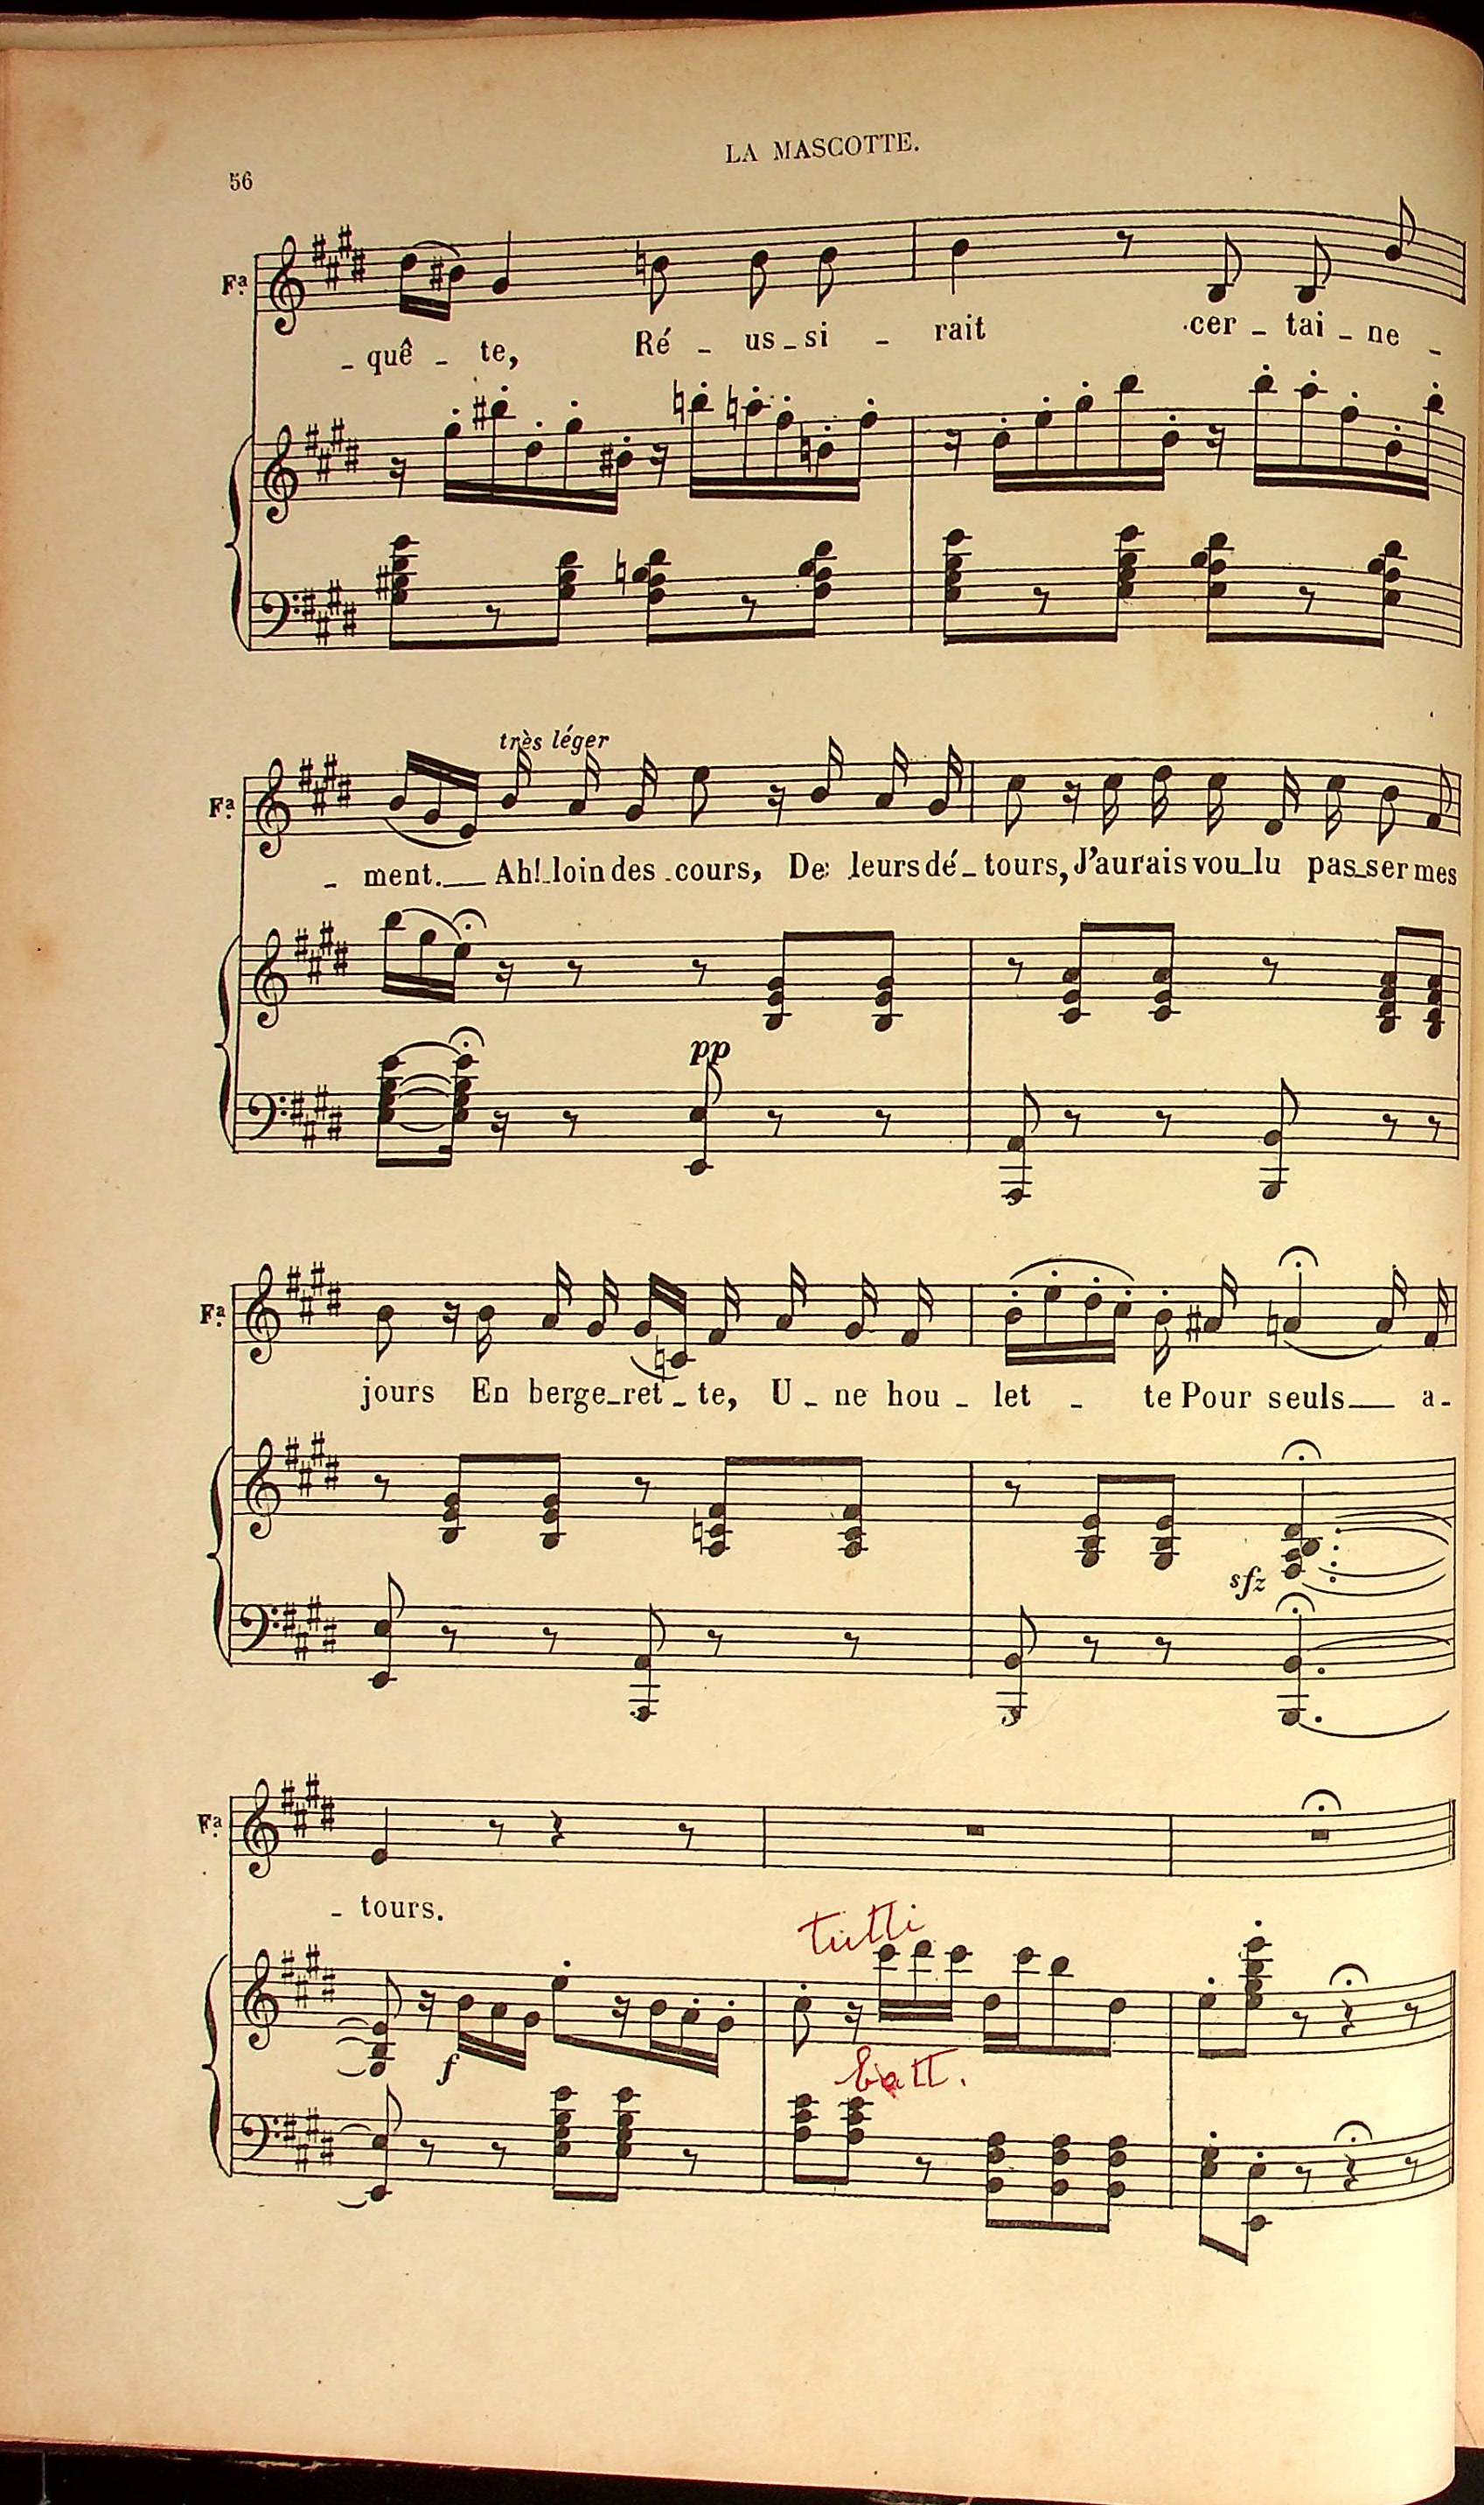 LA MASCOTTE.
56
Fa.
- quê - te, Ré - us - si - rait cer - tai - ne -
très léger
Fa.
- ment. Ah! loin des cours, De leurs dé - tours, J'aurais vou - lu pas - ser mes
pp
Fa.
jours En berge - ret - te, U - ne hou - let - te Pour seuls a -
sfz
Fa.
- tours.
tutti
f
batt.